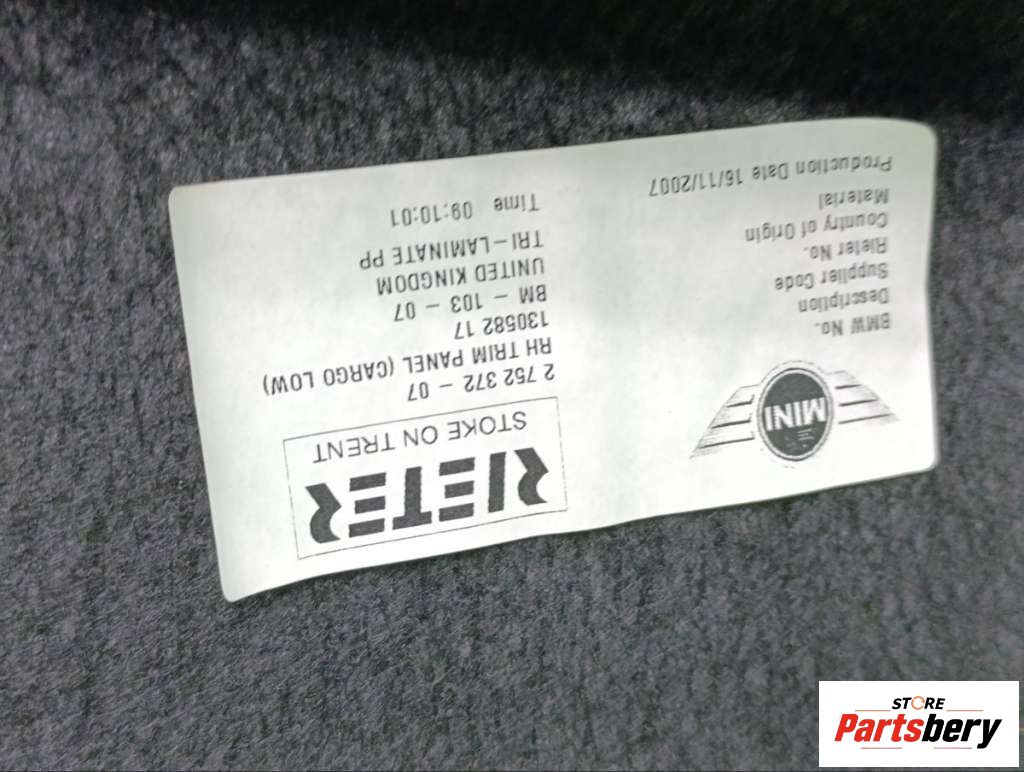 MINI
RIETER
STOKE ON TRENT
BMW No. 2 752 372 - 07
Description RH TRIM PANEL (CARGO LOW)
Supplier Code 130582 17
Rieter No. BM - 103 - 07
Country of Origin UNITED KINGDOM
Material TRI-LAMINATE PP
Production Date 16/11/2007 Time 09:10:01
STORE
Partsbery